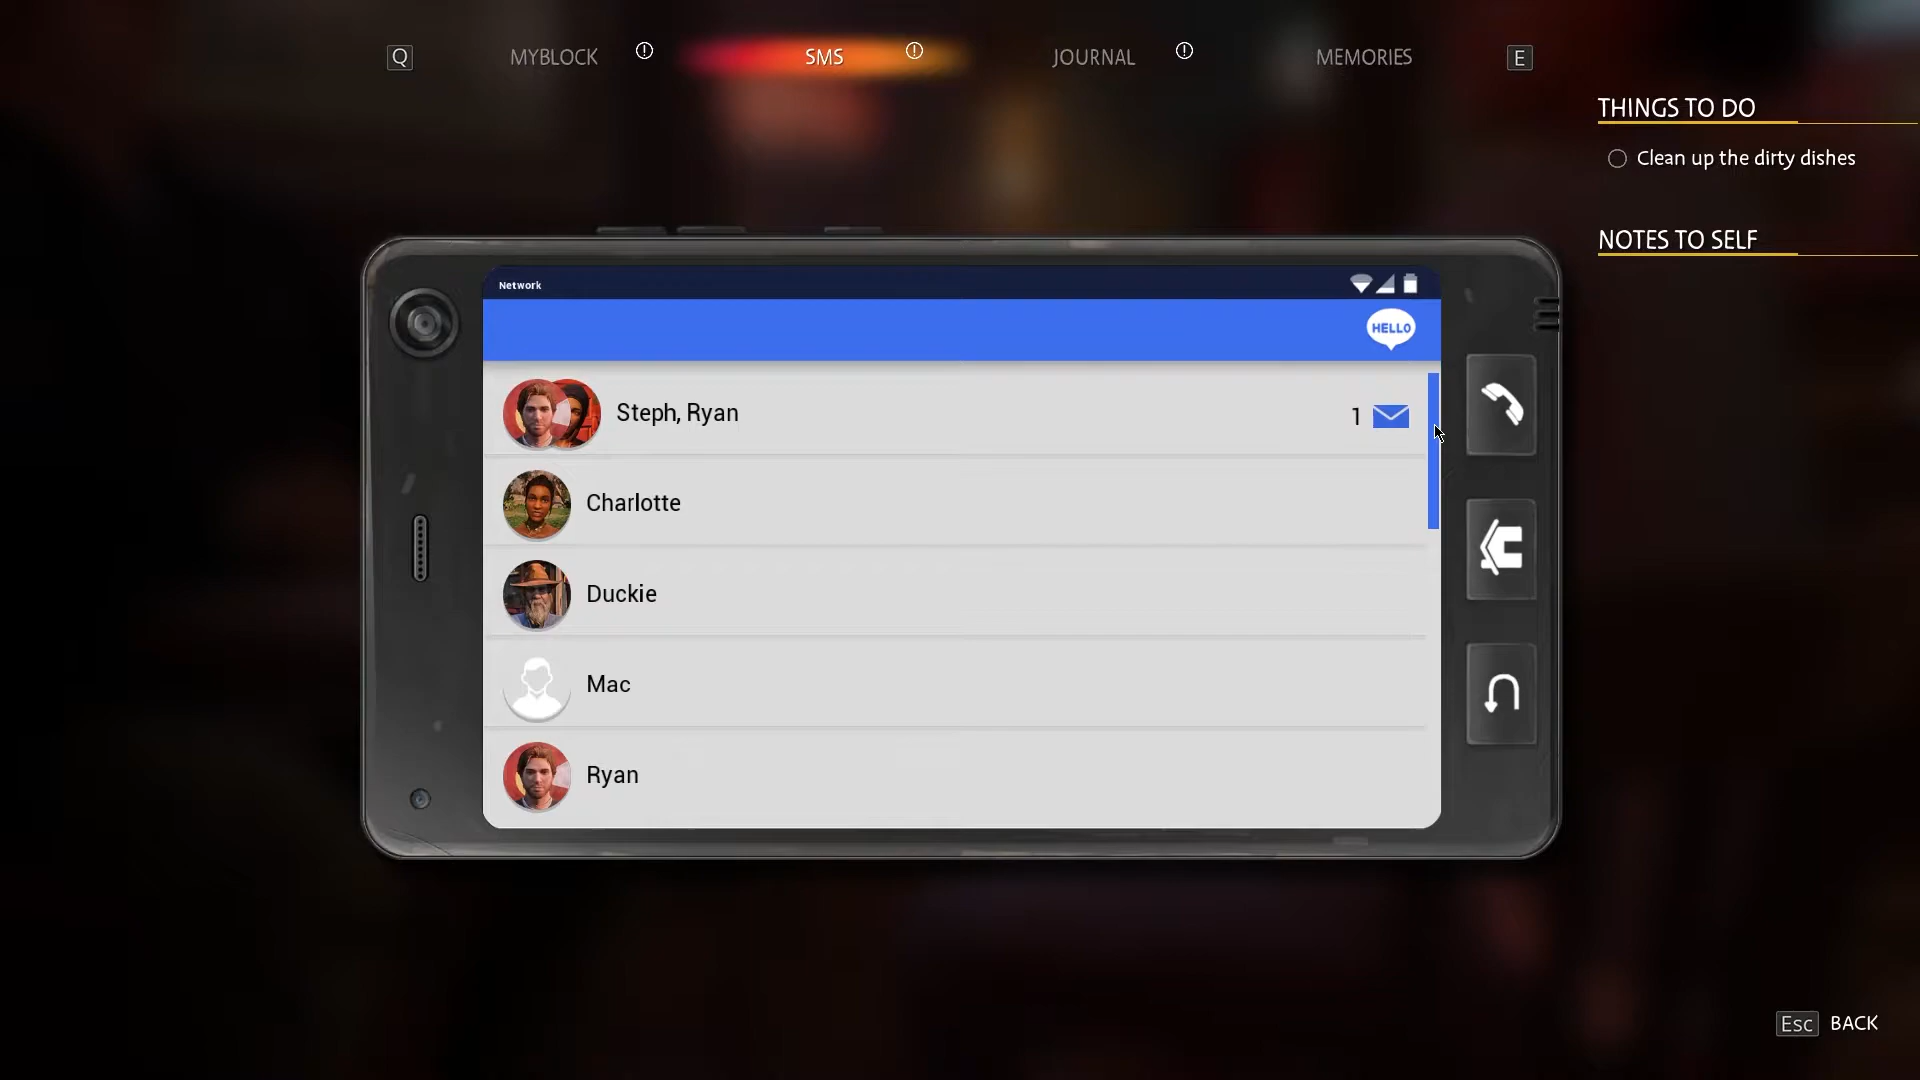 Q
MYBLOCK
SMS
JOURNAL
MEMORIES
E
THINGS TO DO
Clean up the dirty dishes
NOTES TO SELF
Network
HELLO
Steph, Ryan
1
Charlotte
Duckie
Mac
Ryan
Esc BACK